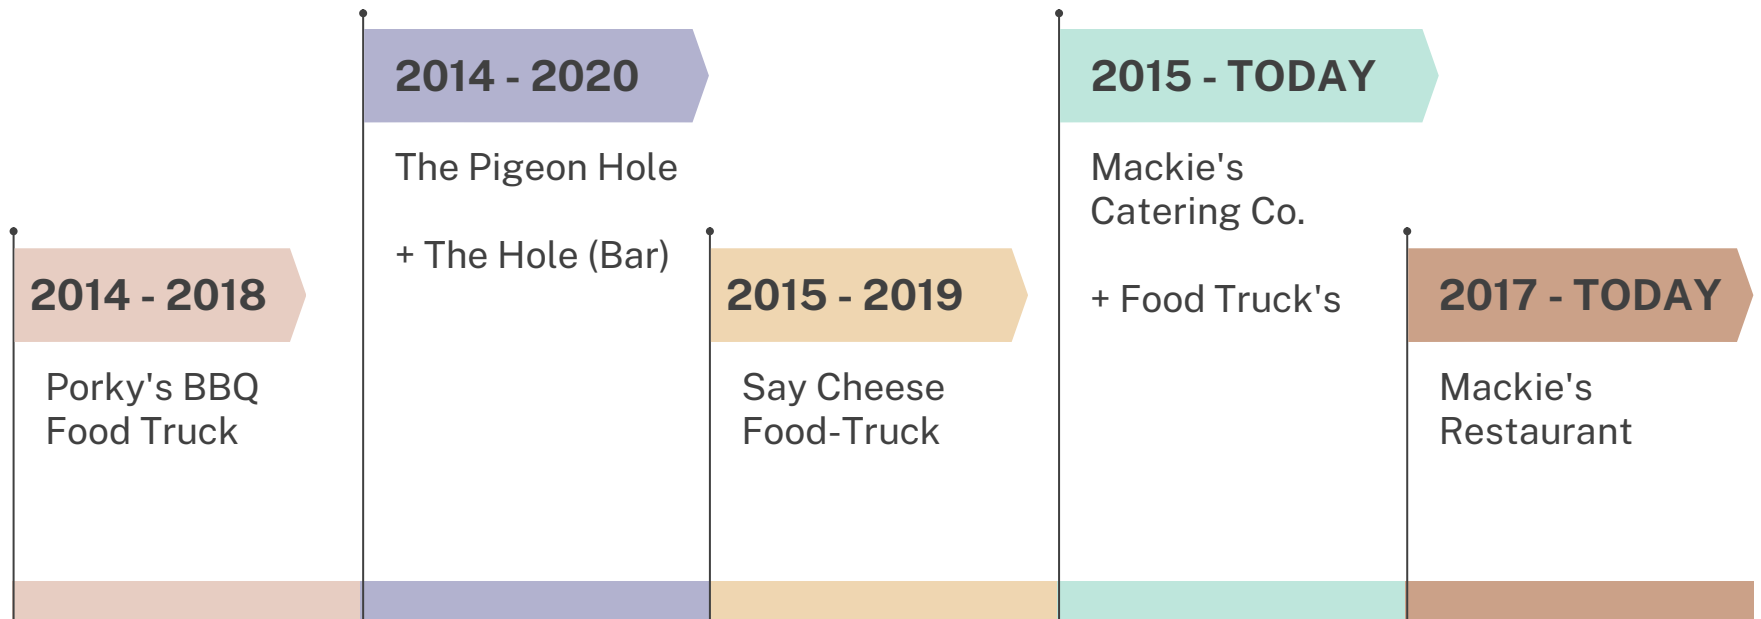 2014 - 2018
Porky's BBQ
Food Truck
2014 - 2020
The Pigeon Hole
+ The Hole (Bar)
2015 - 2019
Say Cheese
Food-Truck
2015 - TODAY
Mackie's
Catering Co.
+ Food Truck's
2017 - TODAY
Mackie's
Restaurant